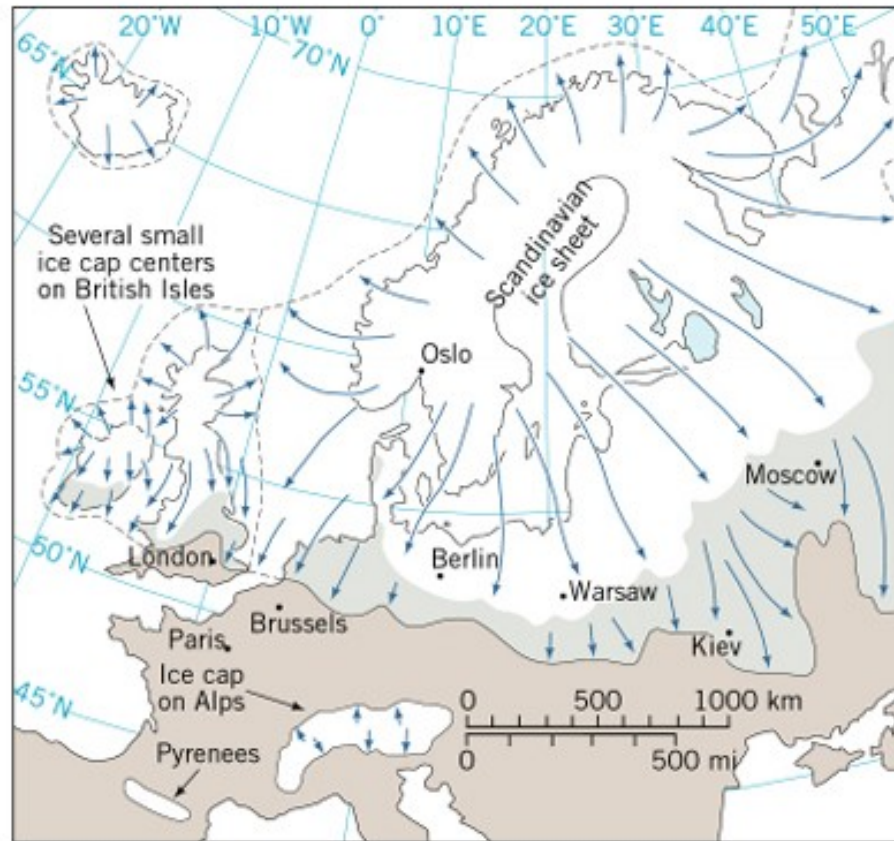 20°W
10°W
0°
10°E
20°E
30°E
40°E
50°E
65°N
70°N
Several small
ice cap centers
on British Isles
Scandinavian
ice sheet
Oslo
55°N
Moscow
50°N
London
Berlin
Warsaw
Brussels
Paris
Kiev
Ice cap
on Alps
45°N
0 500 1000 km
0 500 mi
Pyrenees